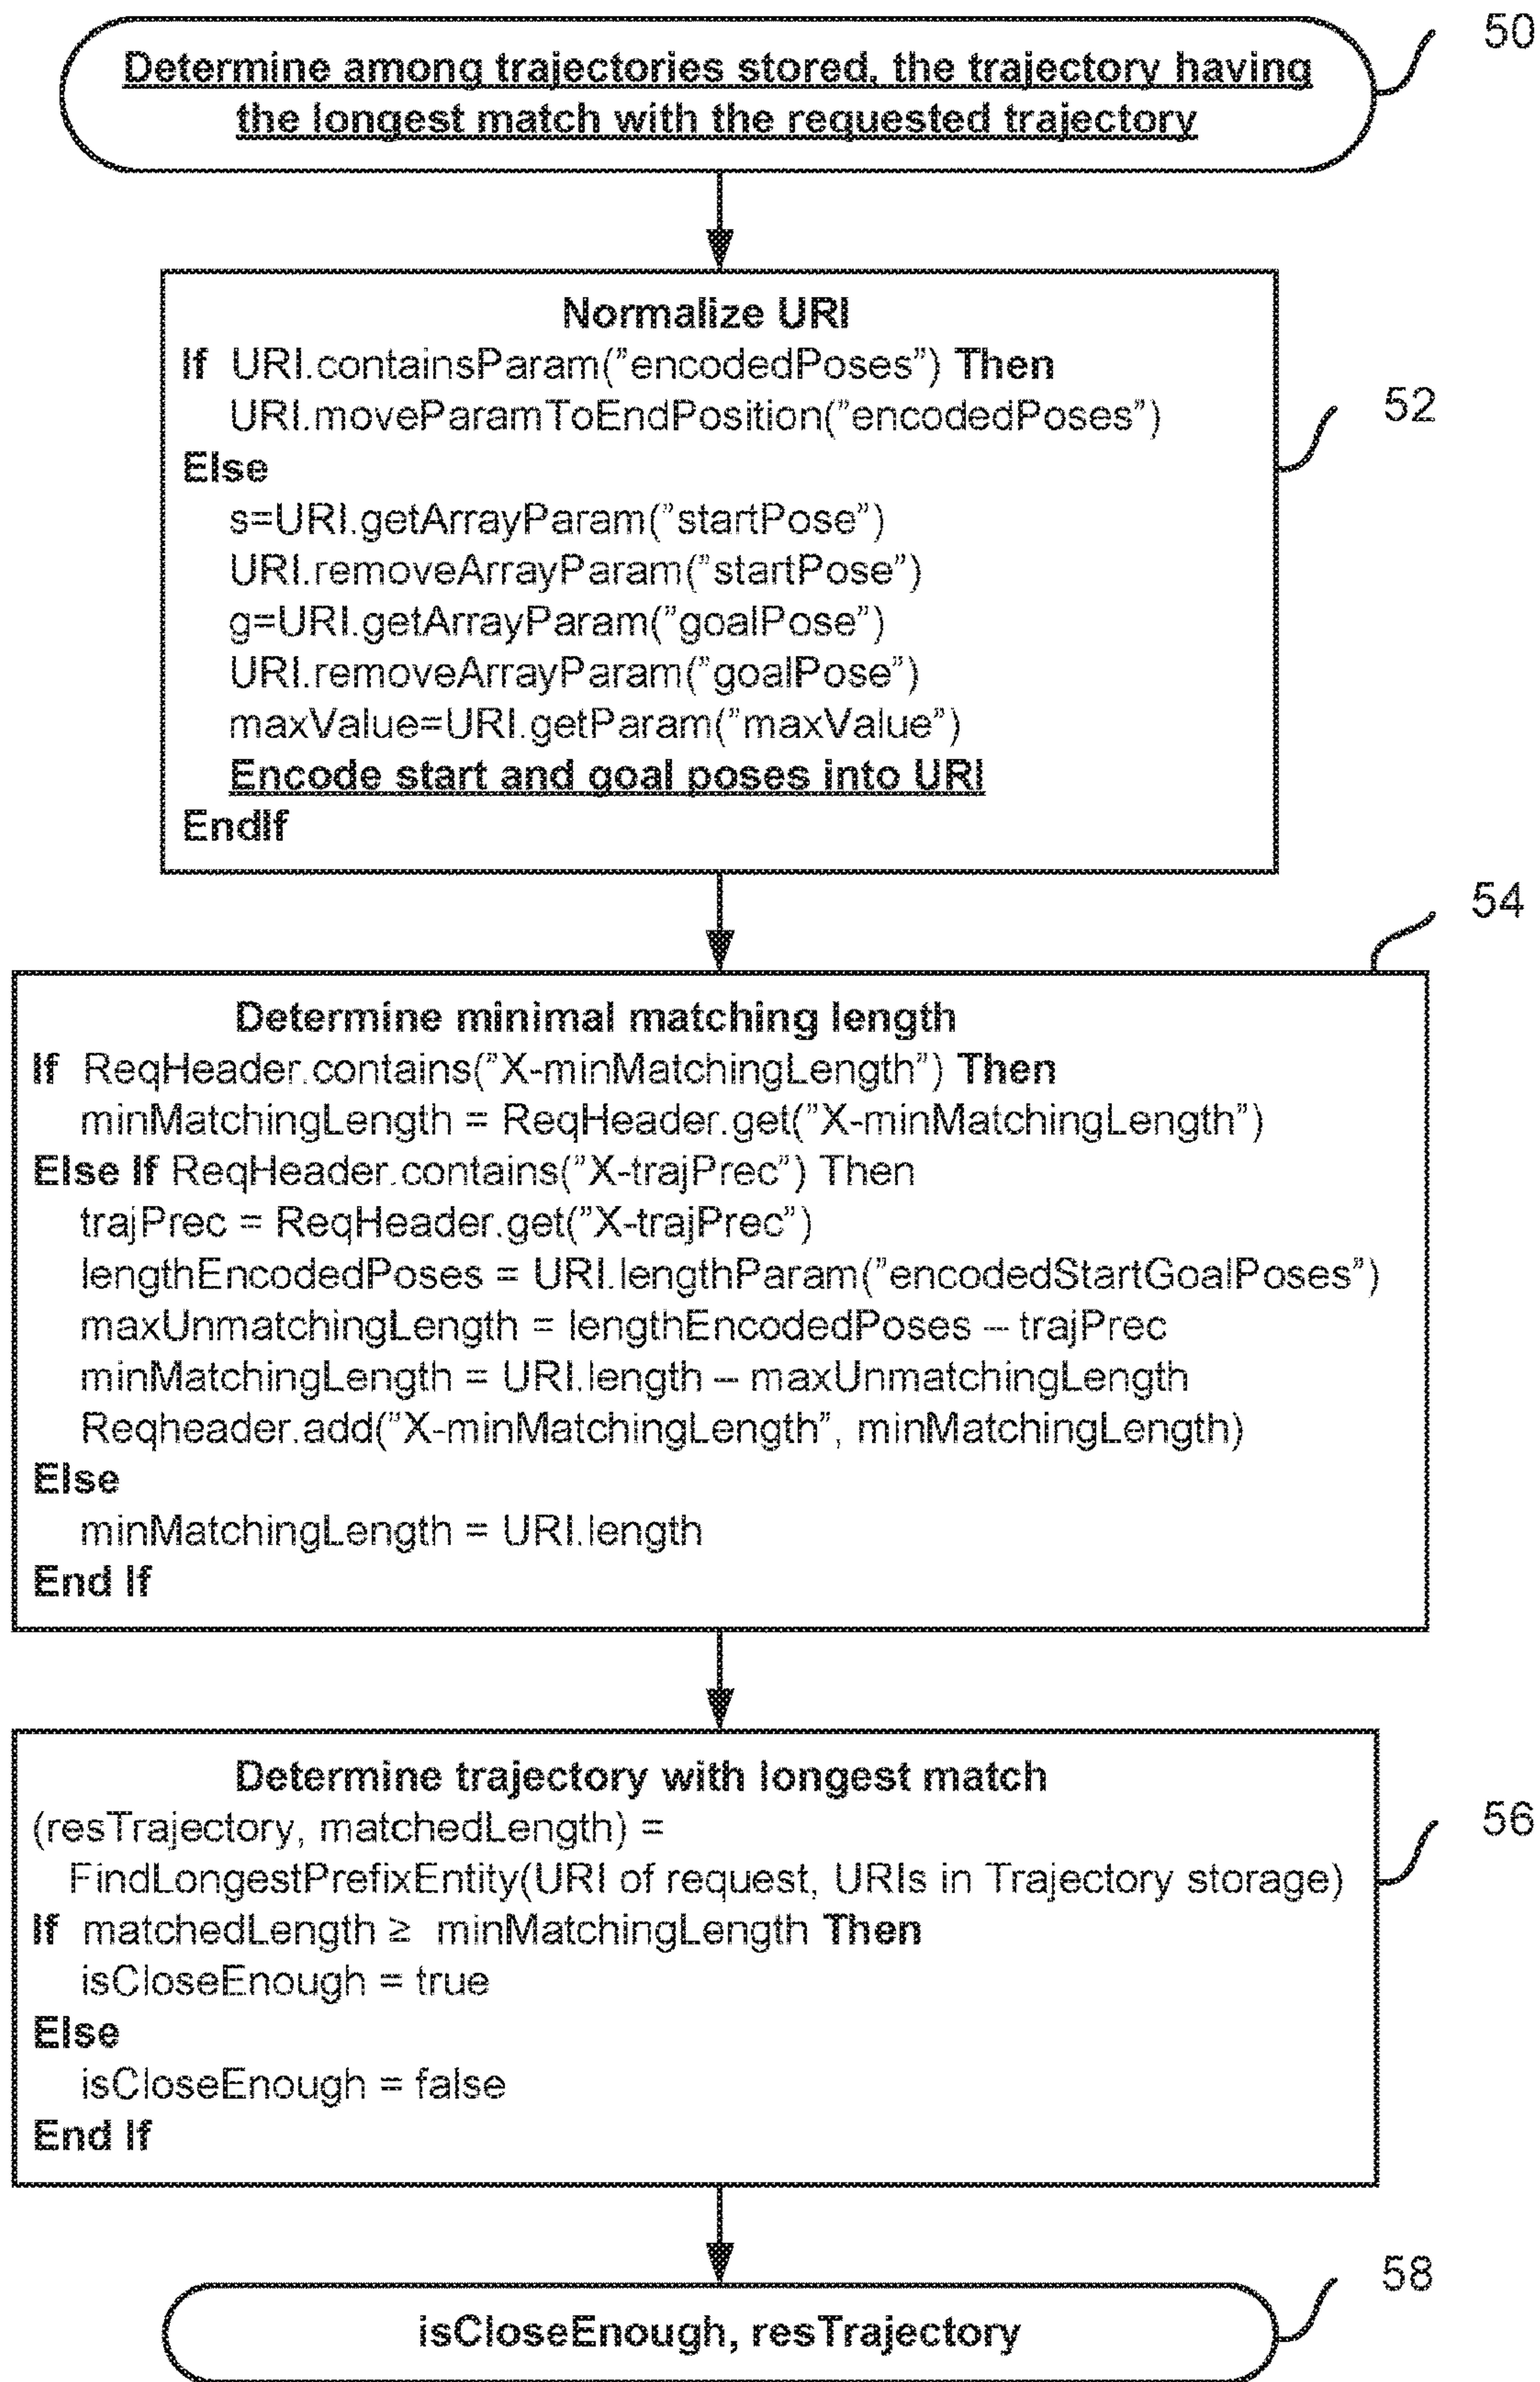 50
Determine among trajectories stored, the trajectory having
the longest match with the requested trajectory
Normalize URI
If URI.containsParam(”encodedPoses”) Then
URI.moveParamToEndPosition(”encodedPoses”)
52
Else
s=URI.getArrayParam(”startPose”)
URI.removeArrayParam(”startPose”)
g=URI.getArrayParam(”goalPose”)
URI.removeArrayParam(”goalPose”)
maxValue=URI.getParam(”maxValue”)
Encode start and goal poses into URI
EndIf
54
Determine minimal matching length
If ReqHeader.contains(”X-minMatchingLength”) Then
minMatchingLength = ReqHeader.get(”X-minMatchingLength”)
Else If ReqHeader.contains(”X-trajPrec”) Then
trajPrec = ReqHeader.get(”X-trajPrec”)
lengthEncodedPoses = URI.lengthParam(”encodedStartGoalPoses”)
maxUnmatchingLength = lengthEncodedPoses – trajPrec
minMatchingLength = URI.length – maxUnmatchingLength
Reqheader.add(”X-minMatchingLength”, minMatchingLength)
Else
minMatchingLength = URI.length
End If
Determine trajectory with longest match
(resTrajectory, matchedLength) =
56
FindLongestPrefixEntity(URI of request, URIs in Trajectory storage)
If matchedLength ≥ minMatchingLength Then
isCloseEnough = true
Else
isCloseEnough = false
End If
58
isCloseEnough, resTrajectory